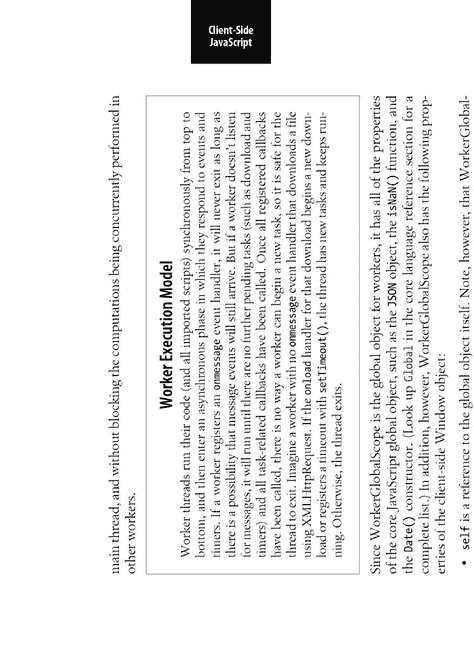 Client-Side
JavaScript
main thread, and without blocking the computations being concurrently performed in
other workers.
Worker Execution Model
Worker threads run their code (and all imported scripts) synchronously from top to
bottom, and then enter an asynchronous phase in which they respond to events and
timers. If a worker registers an onmessage event handler, it will never exit as long as
there is a possibility that message events will still arrive. But if a worker doesn't listen
for messages, it will run until there are no further pending tasks (such as download and
timers) and all task-related callbacks have been called. Once all registered callbacks
have been called, there is no way a worker can begin a new task, so it is safe for the
thread to exit. Imagine a worker with no onmessage event handler that downloads a file
using XMLHttpRequest. If the onload handler for that download begins a new down-
load or registers a timeout with setTimeout(), the thread has new tasks and keeps run-
ning. Otherwise, the thread exits.
Since WorkerGlobalScope is the global object for workers, it has all of the properties
of the core JavaScript global object, such as the JSON object, the isNaN() function, and
the Date() constructor. (Look up Global in the core language reference section for a
complete list.) In addition, however, WorkerGlobalScope also has the following prop-
erties of the client-side Window object:
• self is a reference to the global object itself. Note, however, that WorkerGlobal-